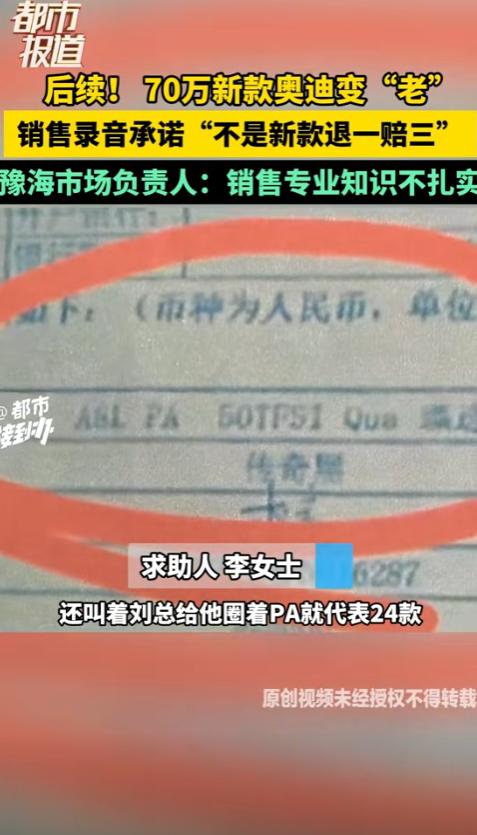 都市
报道
后续！ 70万新款奥迪变“老”
销售录音承诺“不是新款退一赔三”
豫海市场负责人：销售专业知识不扎实
如下：（币种为人民币，单位
@都市
接到办
A8L PA 50TFSI Qua
传奇黑
求助人 李女士
6287
还叫着刘总给他圈着PA就代表24款
原创视频未经授权不得转载